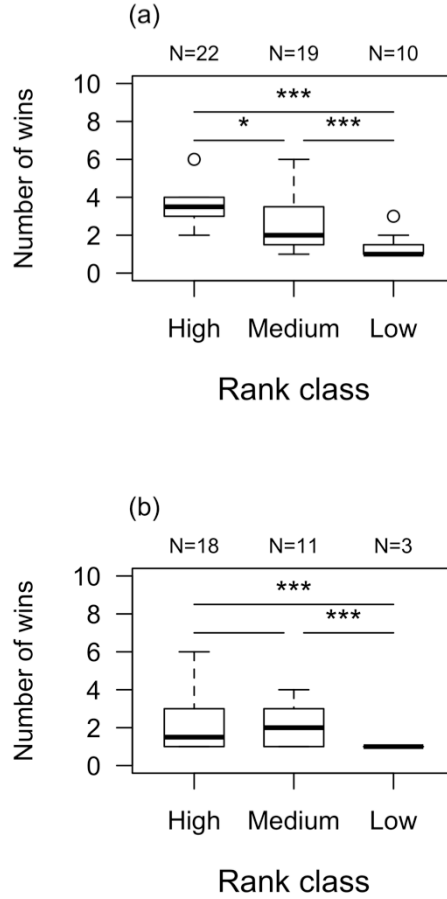 (a)
N=22 N=19 N=10
10
8
6
4
2
0
Number of wins
***
* ***
High Medium Low
Rank class
(b)
N=18 N=11 N=3
10
8
6
4
2
0
Number of wins
***
***
High Medium Low
Rank class